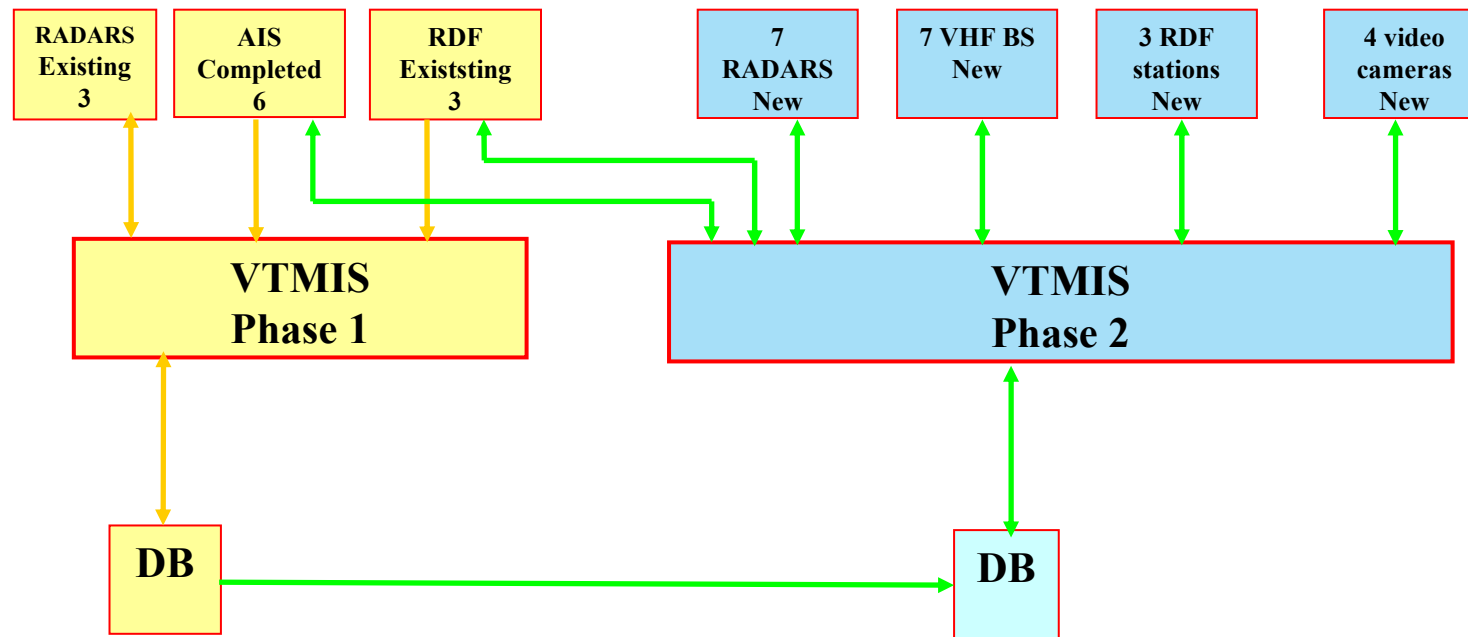 RADARS
Existing
3
AIS
Completed
6
RDF
Existsting
3
7
RADARS
New
7 VHF BS
New
3 RDF
stations
New
4 video
cameras
New
VTMIS
Phase 1
VTMIS
Phase 2
DB
DB